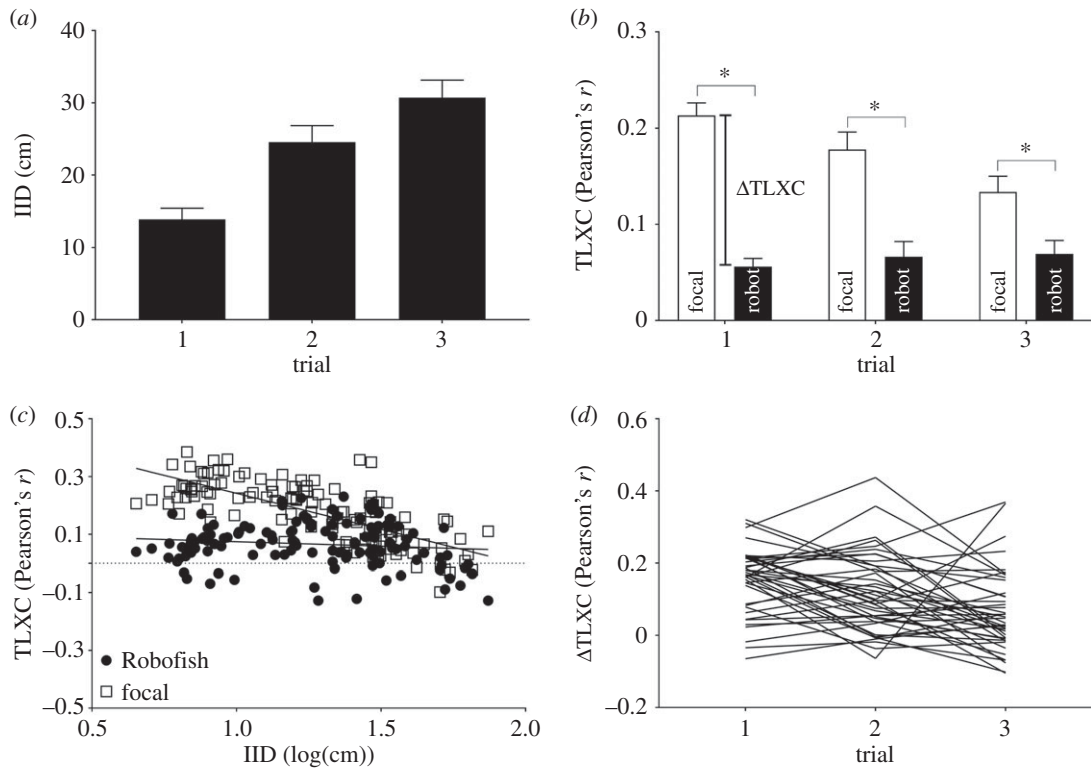 (a)
40
30
20
10
0
IID (cm)
1 2 3
trial
(b)
0.3
0.2
0.1
0
TLXC (Pearson's r)
* * *
ΔTLXC
focal robot focal robot focal robot
1 2 3
trial
(c)
0.5
0.3
0.1
–0.1
–0.3
–0.5
TLXC (Pearson's r)
Robofish
focal
0.5 1.0 1.5 2.0
IID (log(cm))
(d)
0.6
0.4
0.2
0
–0.2
ΔTLXC (Pearson's r)
1 2 3
trial